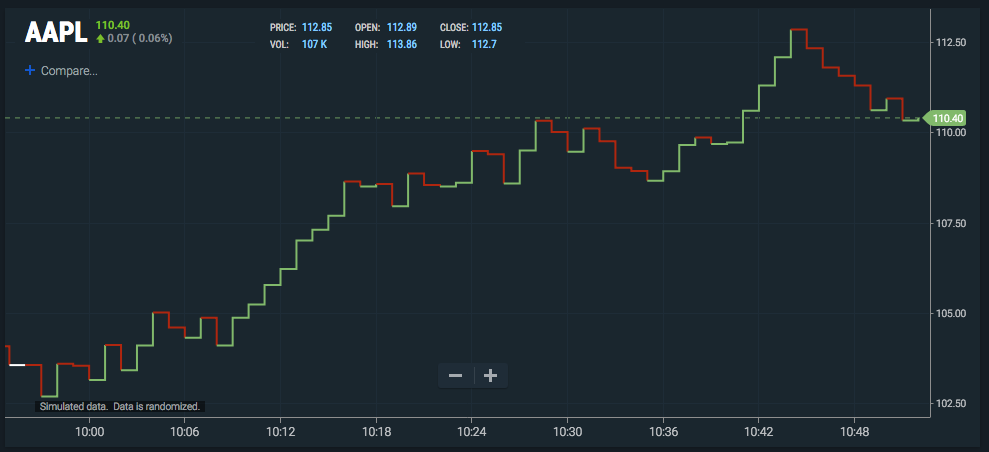 AAPL 110.40
0.07 ( 0.06%)
PRICE: 112.85 OPEN: 112.89 CLOSE: 112.85
VOL: 107 K HIGH: 113.86 LOW: 112.7
+ Compare...
112.50
110.40
110.00
107.50
105.00
102.50
Simulated data. Data is randomized.
10:00 10:06 10:12 10:18 10:24 10:30 10:36 10:42 10:48